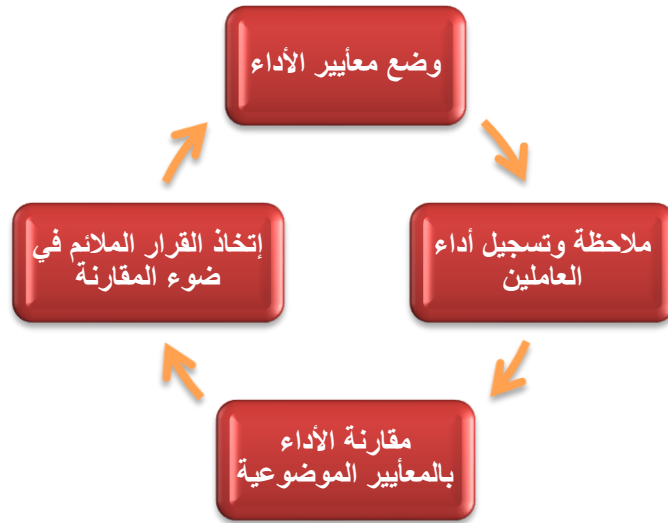 وضع معأيير الأداء
ملاحظة وتسجيل أداء
العاملين
مقارنة الأداء
بالمعأيير الموضوعية
إتخاذ القرار الملائم في
ضوء المقارنة